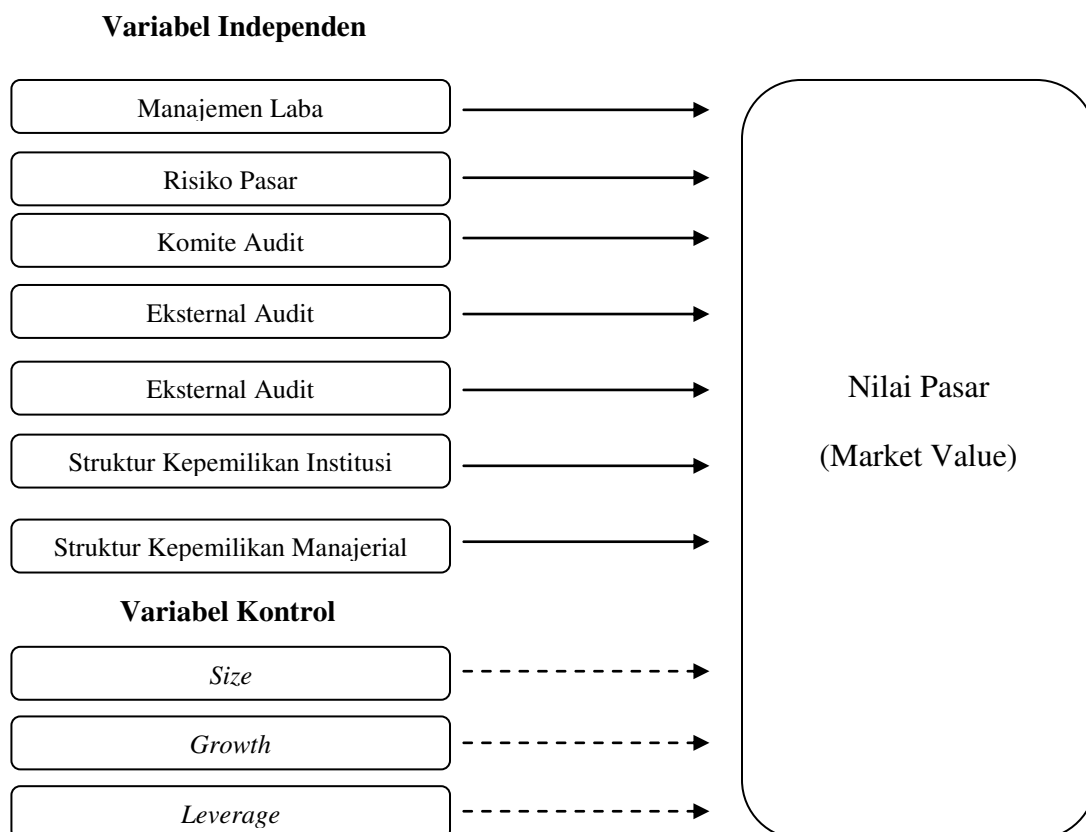 Variabel Independen
Manajemen Laba
Risiko Pasar
Komite Audit
Eksternal Audit
Eksternal Audit
Struktur Kepemilikan Institusi
Struktur Kepemilikan Manajerial
Nilai Pasar
(Market Value)
Variabel Kontrol
Size
Growth
Leverage